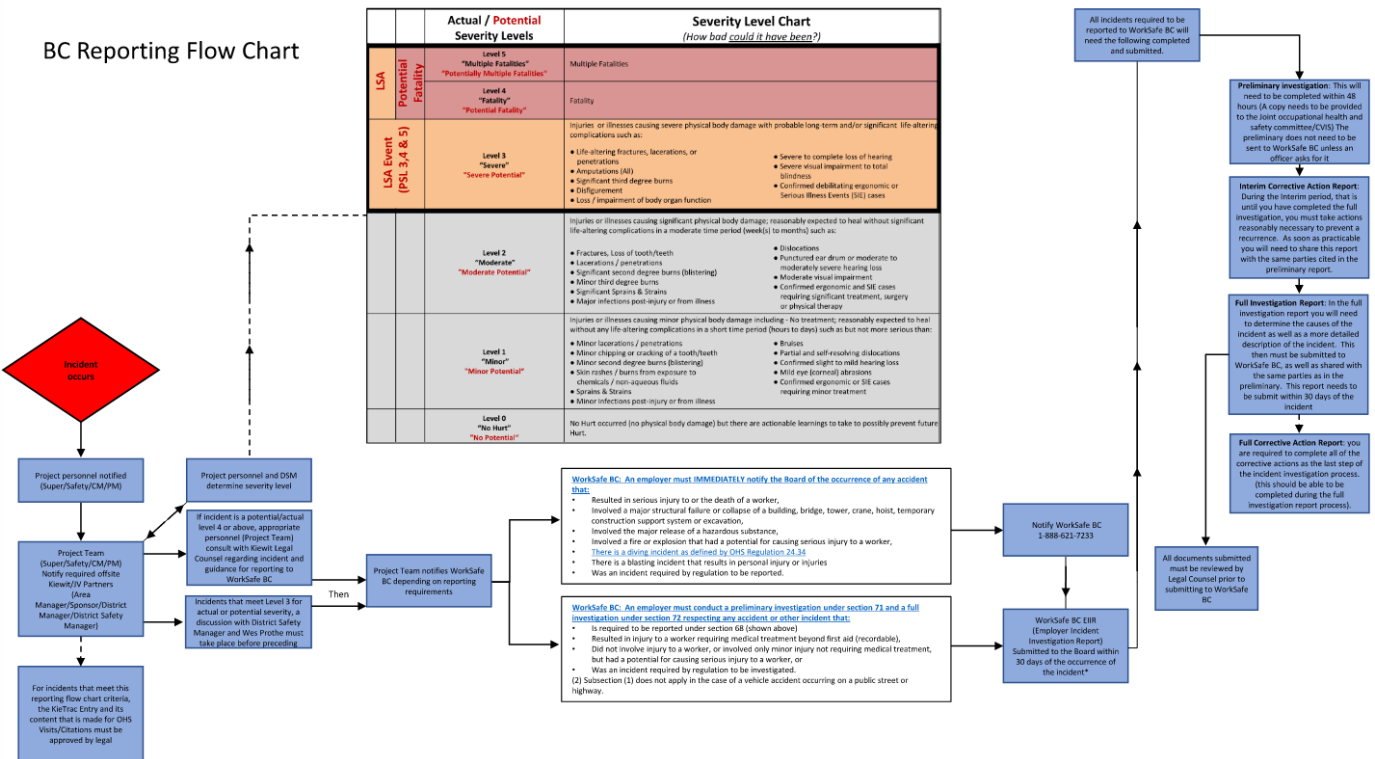 BC Reporting Flow Chart
Actual / Potential
Severity Levels
Severity Level Chart
(How bad could it have been?)
LSA
Potential
Fatality
Level 5
“Multiple Fatalities”
"Potentially Multiple Fatalities"
Multiple Fatalities
Level 4
“Fatality”
"Potential Fatality"
Fatality
LSA Event
(PSL 3,4 & 5)
Level 3
“Severe”
"Severe Potential"
Injuries or illnesses causing severe physical body damage with probable long-term and/or significant life-altering
complications such as:
● Life-altering fractures, lacerations, or
penetrations
● Amputations (All)
● Significant third degree burns
● Disfigurement
● Loss / impairment of body organ function
● Severe to complete loss of hearing
● Severe visual impairment to total
blindness
● Confirmed debilitating ergonomic or
Serious Illness Events (SIE) cases
Level 2
“Moderate”
"Moderate Potential"
Injuries or illnesses causing significant physical body damage; reasonably expected to heal without significant
life-altering complications in a moderate time period (week(s) to months) such as:
● Fractures, Loss of tooth/teeth
● Lacerations / penetrations
● Significant second degree burns (blistering)
● Minor third degree burns
● Significant Sprains & Strains
● Major infections post-injury or from illness
● Dislocations
● Punctured ear drum or moderate to
moderately severe hearing loss
● Moderate visual impairment
● Confirmed ergonomic and SIE cases
requiring significant treatment, surgery
or physical therapy
Level 1
“Minor”
"Minor Potential"
Injuries or illnesses causing minor physical body damage including - No treatment; reasonably expected to heal
without any life-altering complications in a short time period (hours to days) such as but not more serious than:
● Minor lacerations / penetrations
● Minor chipping or cracking of a tooth/teeth
● Minor second degree burns (blistering)
● Skin rashes / burns from exposure to
chemicals / non-aqueous fluids
● Sprains & Strains
● Minor infections post-injury or from illness
● Bruises
● Partial and self-resolving dislocations
● Confirmed slight to mild hearing loss
● Mild eye (corneal) abrasions
● Confirmed ergonomic or SIE cases
requiring minor treatment
Level 0
“No Hurt”
"No Potential"
No Hurt occurred (no physical body damage) but there are actionable learnings to take to possibly prevent future
Hurt.
Incident
occurs
Project personnel notified
(Super/Safety/CM/PM)
Project personnel and DSM
determine severity level
Project Team
(Super/Safety/CM/PM)
Notify required offsite
Kiewit/JV Partners
(Area
Manager/Sponsor/District
Manager/District Safety
Manager)
If incident is a potential/actual
level 4 or above, appropriate
personnel (Project Team)
consult with Kiewit Legal
Counsel regarding incident and
guidance for reporting to
WorkSafe BC
Incidents that meet Level 3 for
actual or potential severity, a
discussion with District Safety
Manager and Wes Prothe must
take place before preceding
For incidents that meet this
reporting flow chart criteria,
the KieTrac Entry and its
content that is made for OHS
Visits/Citations must be
approved by legal
Then
Project Team notifies WorkSafe
BC depending on reporting
requirements
WorkSafe BC: An employer must IMMEDIATELY notify the Board of the occurrence of any accident
that:
• Resulted in serious injury to or the death of a worker,
• Involved a major structural failure or collapse of a building, bridge, tower, crane, hoist, temporary
construction support system or excavation,
• Involved the major release of a hazardous substance,
• Involved a fire or explosion that had a potential for causing serious injury to a worker,
• There is a diving incident as defined by OHS Regulation 24.34
• There is a blasting incident that results in personal injury or injuries
• Was an incident required by regulation to be reported.
WorkSafe BC: An employer must conduct a preliminary investigation under section 71 and a full
investigation under section 72 respecting any accident or other incident that:
• Is required to be reported under section 68 (shown above)
• Resulted in injury to a worker requiring medical treatment beyond first aid (recordable),
• Did not involve injury to a worker, or involved only minor injury not requiring medical treatment,
but had a potential for causing serious injury to a worker, or
• Was an incident required by regulation to be investigated.
(2) Subsection (1) does not apply in the case of a vehicle accident occurring on a public street or
highway.
Notify WorkSafe BC
1-888-621-7233
WorkSafe BC EIIR
(Employer Incident
Investigation Report)
Submitted to the Board within
30 days of the occurrence of
the incident*
All incidents required to be
reported to WorkSafe BC will
need the following completed
and submitted.
Preliminary investigation: This will
need to be completed within 48
hours (A copy needs to be provided
to the Joint occupational health and
safety committee/CVIS) The
preliminary does not need to be
sent to WorkSafe BC unless an
officer asks for it
Interim Corrective Action Report:
During the Interim period, that is
until you have completed the full
investigation, you must take actions
reasonably necessary to prevent a
recurrence. As soon as practicable
you will need to share this report
with the same parties cited in the
preliminary report.
Full Investigation Report: In the full
investigation report you will need
to determine the causes of the
incident as well as a more detailed
description of the incident. This
then must be submitted to
WorkSafe BC, as well as shared with
the same parties as in the
preliminary. This report needs to
be submit within 30 days of the
incident
Full Corrective Action Report: you
are required to complete all of the
corrective actions as the last step of
the incident investigation process.
(this should be able to be
completed during the full
investigation report process).
All documents submitted
must be reviewed by
Legal Counsel prior to
submitting to WorkSafe
BC